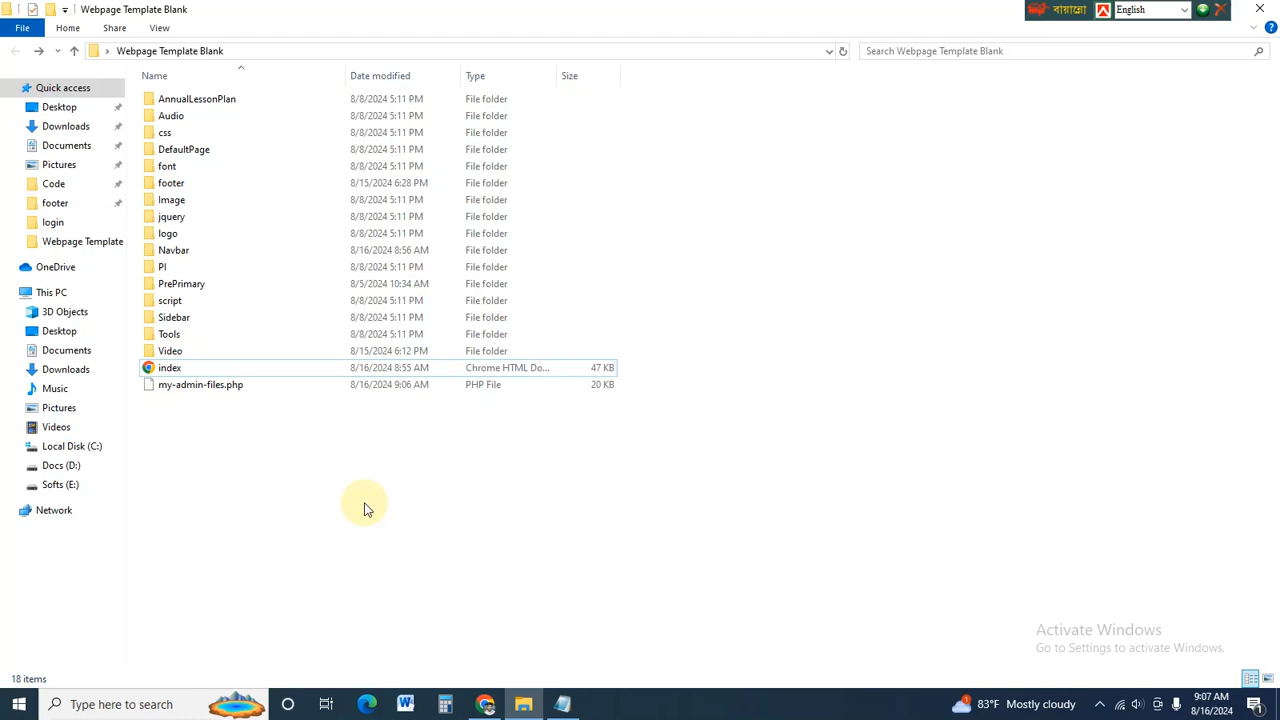 Webpage Template Blank
বায়ান্নো
English
File Home Share View
Webpage Template Blank
Search Webpage Template Blank
Name Date modified Type Size
Quick access
Desktop
Downloads
Documents
Pictures
Code
footer
login
Webpage Template
OneDrive
This PC
3D Objects
Desktop
Documents
Downloads
Music
Pictures
Videos
Local Disk (C:)
Docs (D:)
Softs (E:)
Network
AnnualLessonPlan 8/8/2024 5:11 PM File folder
Audio 8/8/2024 5:11 PM File folder
css 8/8/2024 5:11 PM File folder
DefaultPage 8/8/2024 5:11 PM File folder
font 8/8/2024 5:11 PM File folder
footer 8/15/2024 6:28 PM File folder
Image 8/8/2024 5:11 PM File folder
jquery 8/8/2024 5:11 PM File folder
logo 8/8/2024 5:11 PM File folder
Navbar 8/16/2024 8:56 AM File folder
PI 8/8/2024 5:11 PM File folder
PrePrimary 8/5/2024 10:34 AM File folder
script 8/8/2024 5:11 PM File folder
Sidebar 8/8/2024 5:11 PM File folder
Tools 8/8/2024 5:11 PM File folder
Video 8/15/2024 6:12 PM File folder
index 8/16/2024 8:55 AM Chrome HTML Do... 47 KB
my-admin-files.php 8/16/2024 9:06 AM PHP File 20 KB
Activate Windows
Go to Settings to activate Windows.
18 items
Type here to search
83°F Mostly cloudy
9:07 AM
8/16/2024